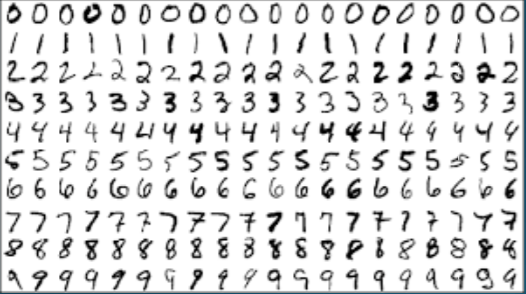 0 0 0 0 0 0 0 0 0 0 0 0 0 0 0 0 0 0 0 0
1 1 1 1 1 1 1 1 1 1 1 1 1 1 1 1 1 1 1 1
2 2 2 2 2 2 2 2 2 2 2 2 2 2 2 2 2 2 2 2
3 3 3 3 3 3 3 3 3 3 3 3 3 3 3 3 3 3 3 3
4 4 4 4 4 4 4 4 4 4 4 4 4 4 4 4 4 4 4 4
5 5 5 5 5 5 5 5 5 5 5 5 5 5 5 5 5 5 5 5
6 6 6 6 6 6 6 6 6 6 6 6 6 6 6 6 6 6 6 6
7 7 7 7 7 7 7 7 7 7 7 7 7 7 7 7 7 7 7 7
8 8 8 8 8 8 8 8 8 8 8 8 8 8 8 8 8 8 8 8
9 9 9 9 9 9 9 9 9 9 9 9 9 9 9 9 9 9 9 9